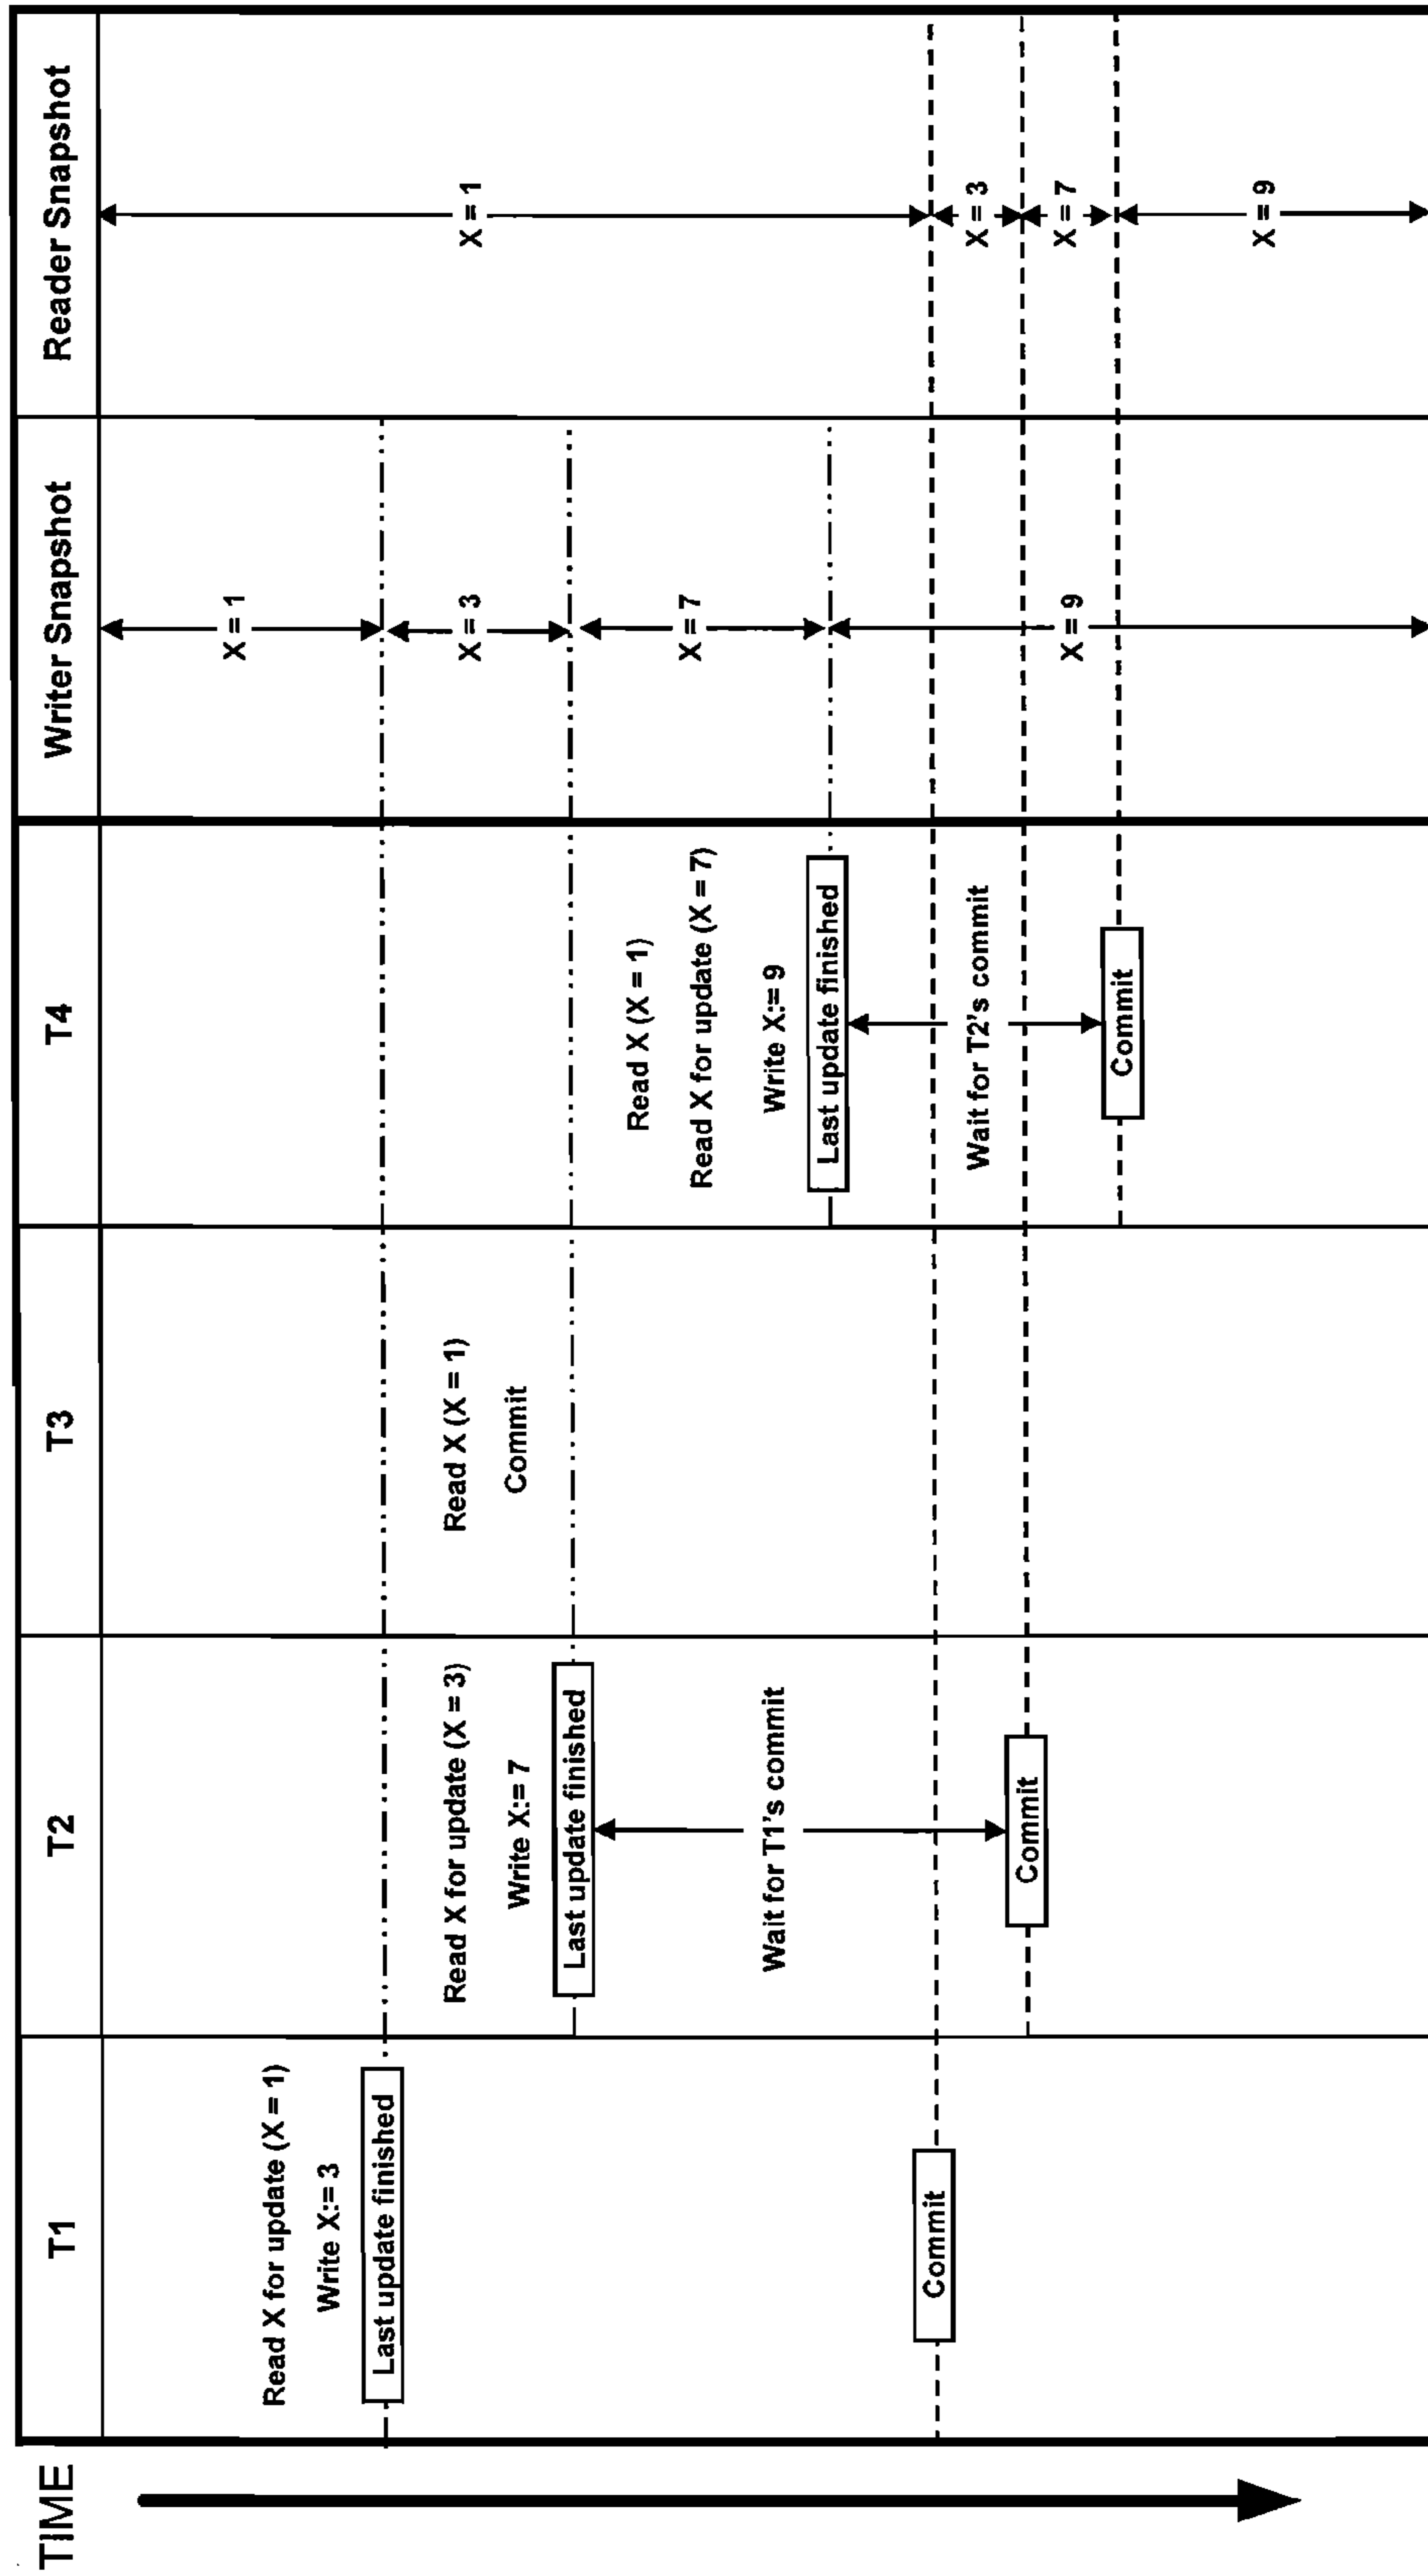 TIME
T1
T2
T3
T4
Writer Snapshot
Reader Snapshot
Read X for update (X = 1)
Write X:= 3
Last update finished
Commit
Read X for update (X = 3)
Write X:= 7
Last update finished
Wait for T1's commit
Commit
Read X (X = 1)
Commit
Read X (X = 1)
Read X for update (X = 7)
Write X:= 9
Last update finished
Wait for T2's commit
Commit
X = 1
X = 3
X = 7
X = 9
X = 1
X = 3
X = 7
X = 9